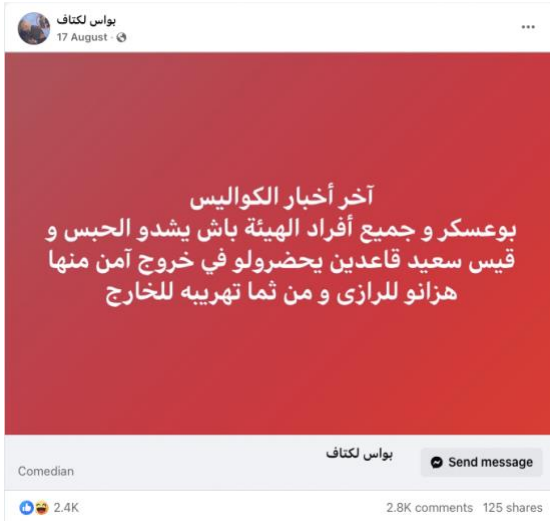 بواس لكتاف
17 August ·
آخر أخبار الكواليس
بوعسكر و جميع أفراد الهيئة باش يشدو الحبس و
قيس سعيد قاعدين يحضرولو في خروج آمن منها
هزانو للرازى و من ثما تهريبه للخارج
بواس لكتاف
Comedian
Send message
2.4K
2.8K comments 125 shares